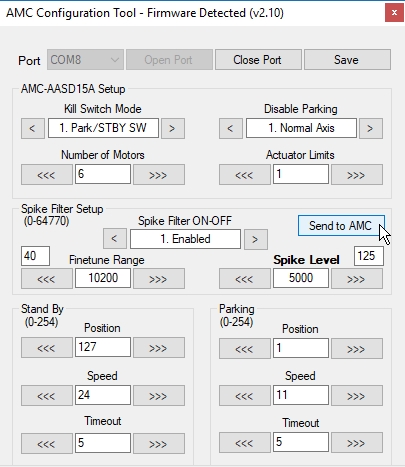 AMC Configuration Tool - Firmware Detected (v2.10) x
Port COM8 Open Port Close Port Save
AMC-AASD15A Setup
Kill Switch Mode Disable Parking
< 1. Park/STBY SW > < 1. Normal Axis >
Number of Motors Actuator Limits
<<< 6 >>> <<< 1 >>>
Spike Filter Setup
(0-64770) Spike Filter ON-OFF Send to AMC
< 1. Enabled >
40 Finetune Range Spike Level 125
<<< 10200 >>> <<< 5000 >>>
Stand By Parking
(0-254) (0-254)
Position Position
<<< 127 >>> <<< 1 >>>
Speed Speed
<<< 24 >>> <<< 11 >>>
Timeout Timeout
<<< 5 >>> <<< 5 >>>